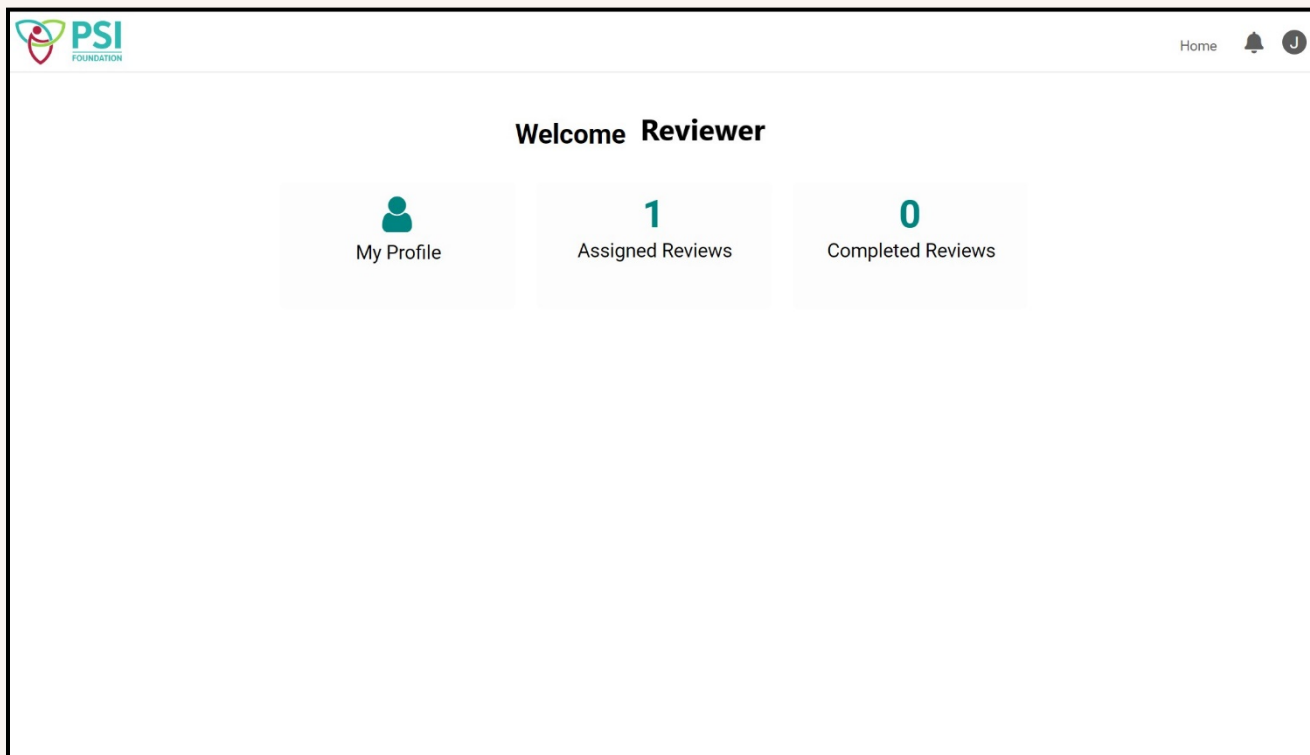 PSI
FOUNDATION
Home
J
Welcome Reviewer
My Profile
1
Assigned Reviews
0
Completed Reviews